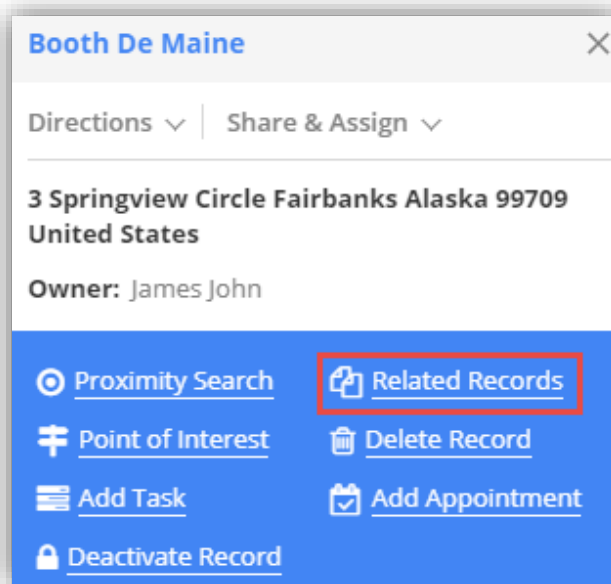 Booth De Maine
Directions
Share & Assign
3 Springview Circle Fairbanks Alaska 99709
United States
Owner: James John
Proximity Search
Related Records
Point of Interest
Delete Record
Add Task
Add Appointment
Deactivate Record